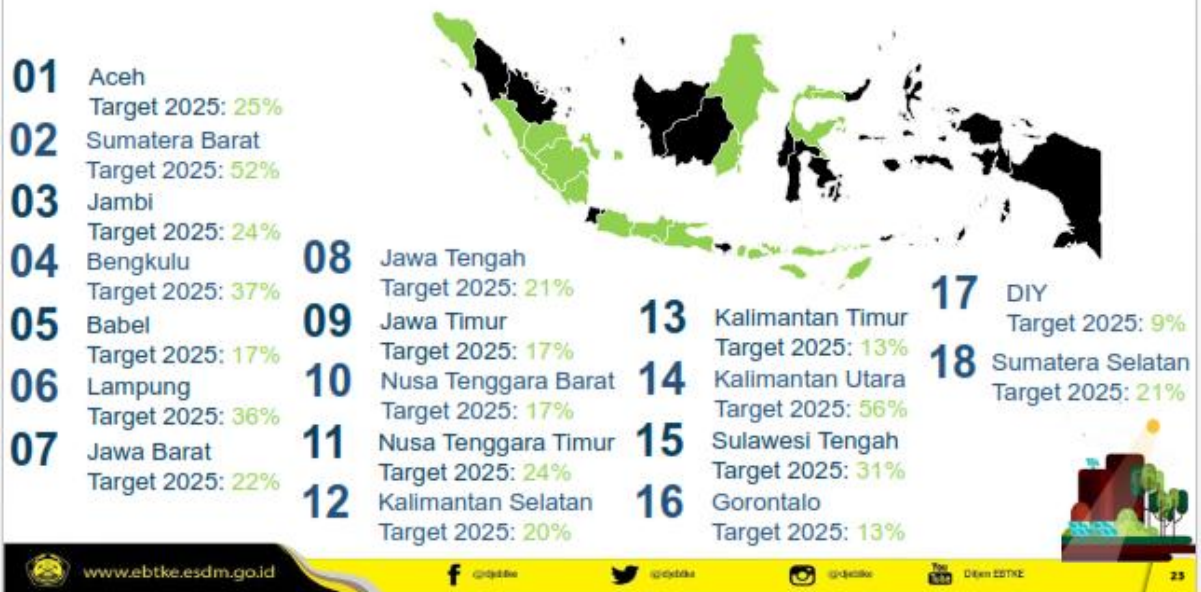 01 Aceh
Target 2025: 25%
02 Sumatera Barat
Target 2025: 52%
03 Jambi
Target 2025: 24%
04 Bengkulu
Target 2025: 37%
05 Babel
Target 2025: 17%
06 Lampung
Target 2025: 36%
07 Jawa Barat
Target 2025: 22%
08 Jawa Tengah
Target 2025: 21%
09 Jawa Timur
Target 2025: 17%
10 Nusa Tenggara Barat
Target 2025: 17%
11 Nusa Tenggara Timur
Target 2025: 24%
12 Kalimantan Selatan
Target 2025: 20%
13 Kalimantan Timur
Target 2025: 13%
14 Kalimantan Utara
Target 2025: 56%
15 Sulawesi Tengah
Target 2025: 31%
16 Gorontalo
Target 2025: 13%
17 DIY
Target 2025: 9%
18 Sumatera Selatan
Target 2025: 21%
www.ebtke.esdm.go.id
@djebtke
@djebtke
@djebtke
You Tube
Ditjen EBTKE
23